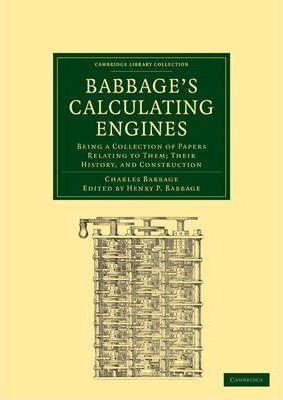 CAMBRIDGE LIBRARY COLLECTION
BABBAGE'S
CALCULATING
ENGINES
BEING A COLLECTION OF PAPERS
RELATING TO THEM; THEIR
HISTORY, AND CONSTRUCTION
CHARLES BABBAGE
EDITED BY HENRY P. BABBAGE
CAMBRIDGE